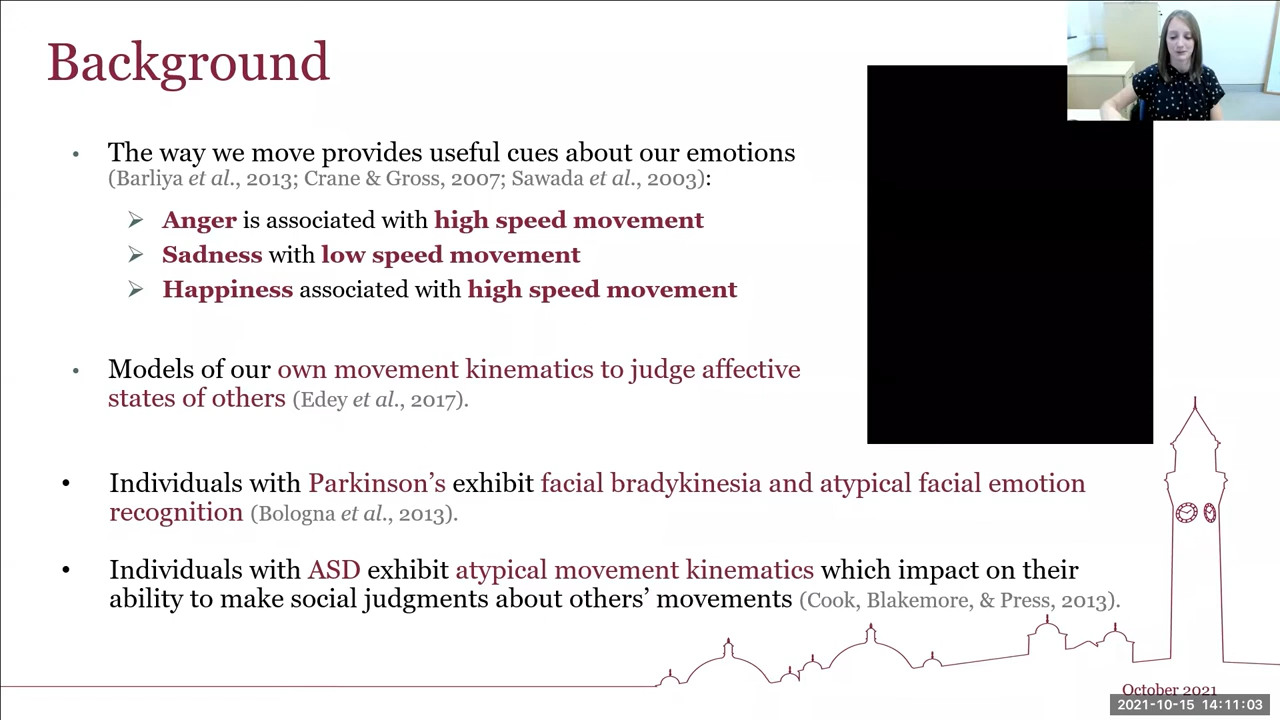 Background
• The way we move provides useful cues about our emotions
(Barliya et al., 2013; Crane & Gross, 2007; Sawada et al., 2003):
➢ Anger is associated with high speed movement
➢ Sadness with low speed movement
➢ Happiness associated with high speed movement
• Models of our own movement kinematics to judge affective
states of others (Edey et al., 2017).
• Individuals with Parkinson’s exhibit facial bradykinesia and atypical facial emotion
recognition (Bologna et al., 2013).
• Individuals with ASD exhibit atypical movement kinematics which impact on their
ability to make social judgments about others’ movements (Cook, Blakemore, & Press, 2013).
October 2021
2021-10-15 14:11:03